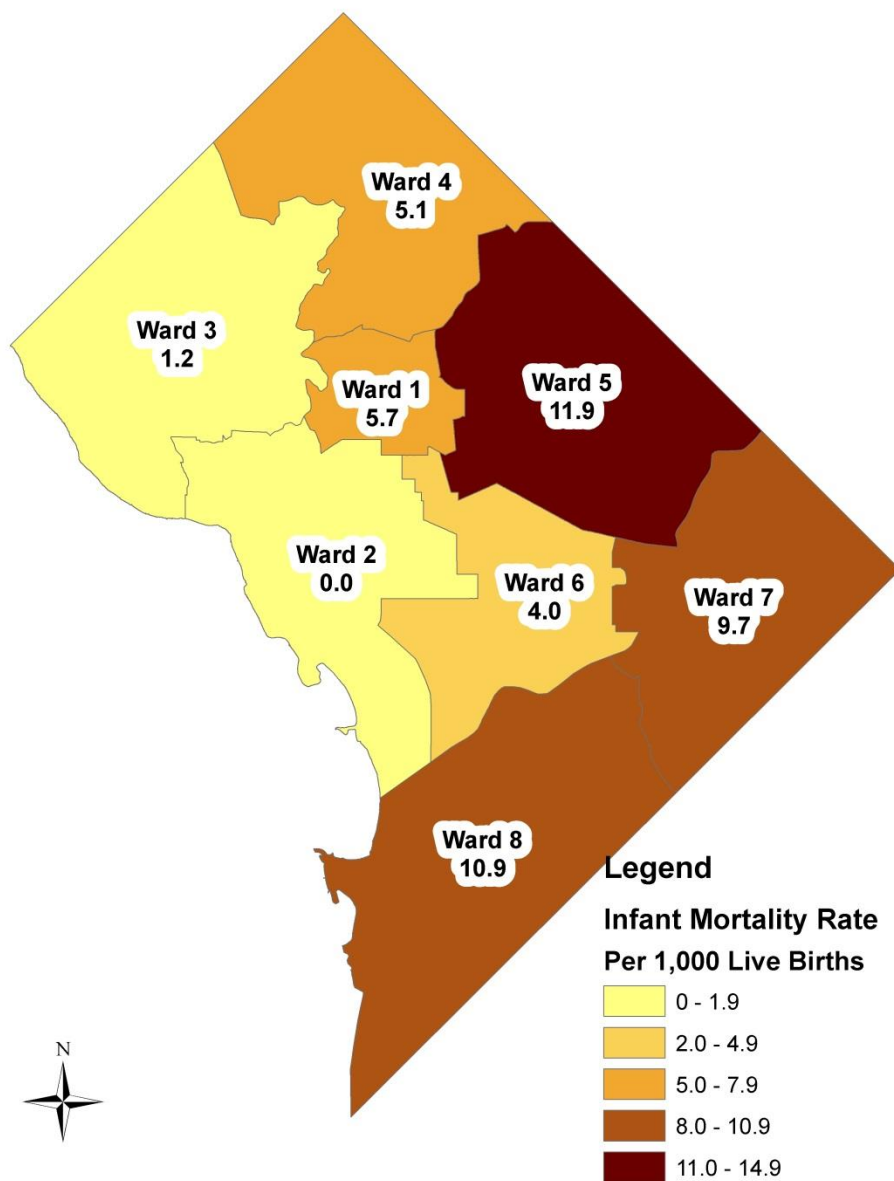 Ward 4
5.1
Ward 3
1.2
Ward 1
5.7
Ward 5
11.9
Ward 2
0.0
Ward 6
4.0
Ward 7
9.7
Ward 8
10.9
Legend
Infant Mortality Rate
Per 1,000 Live Births
0 - 1.9
2.0 - 4.9
5.0 - 7.9
8.0 - 10.9
11.0 - 14.9
N